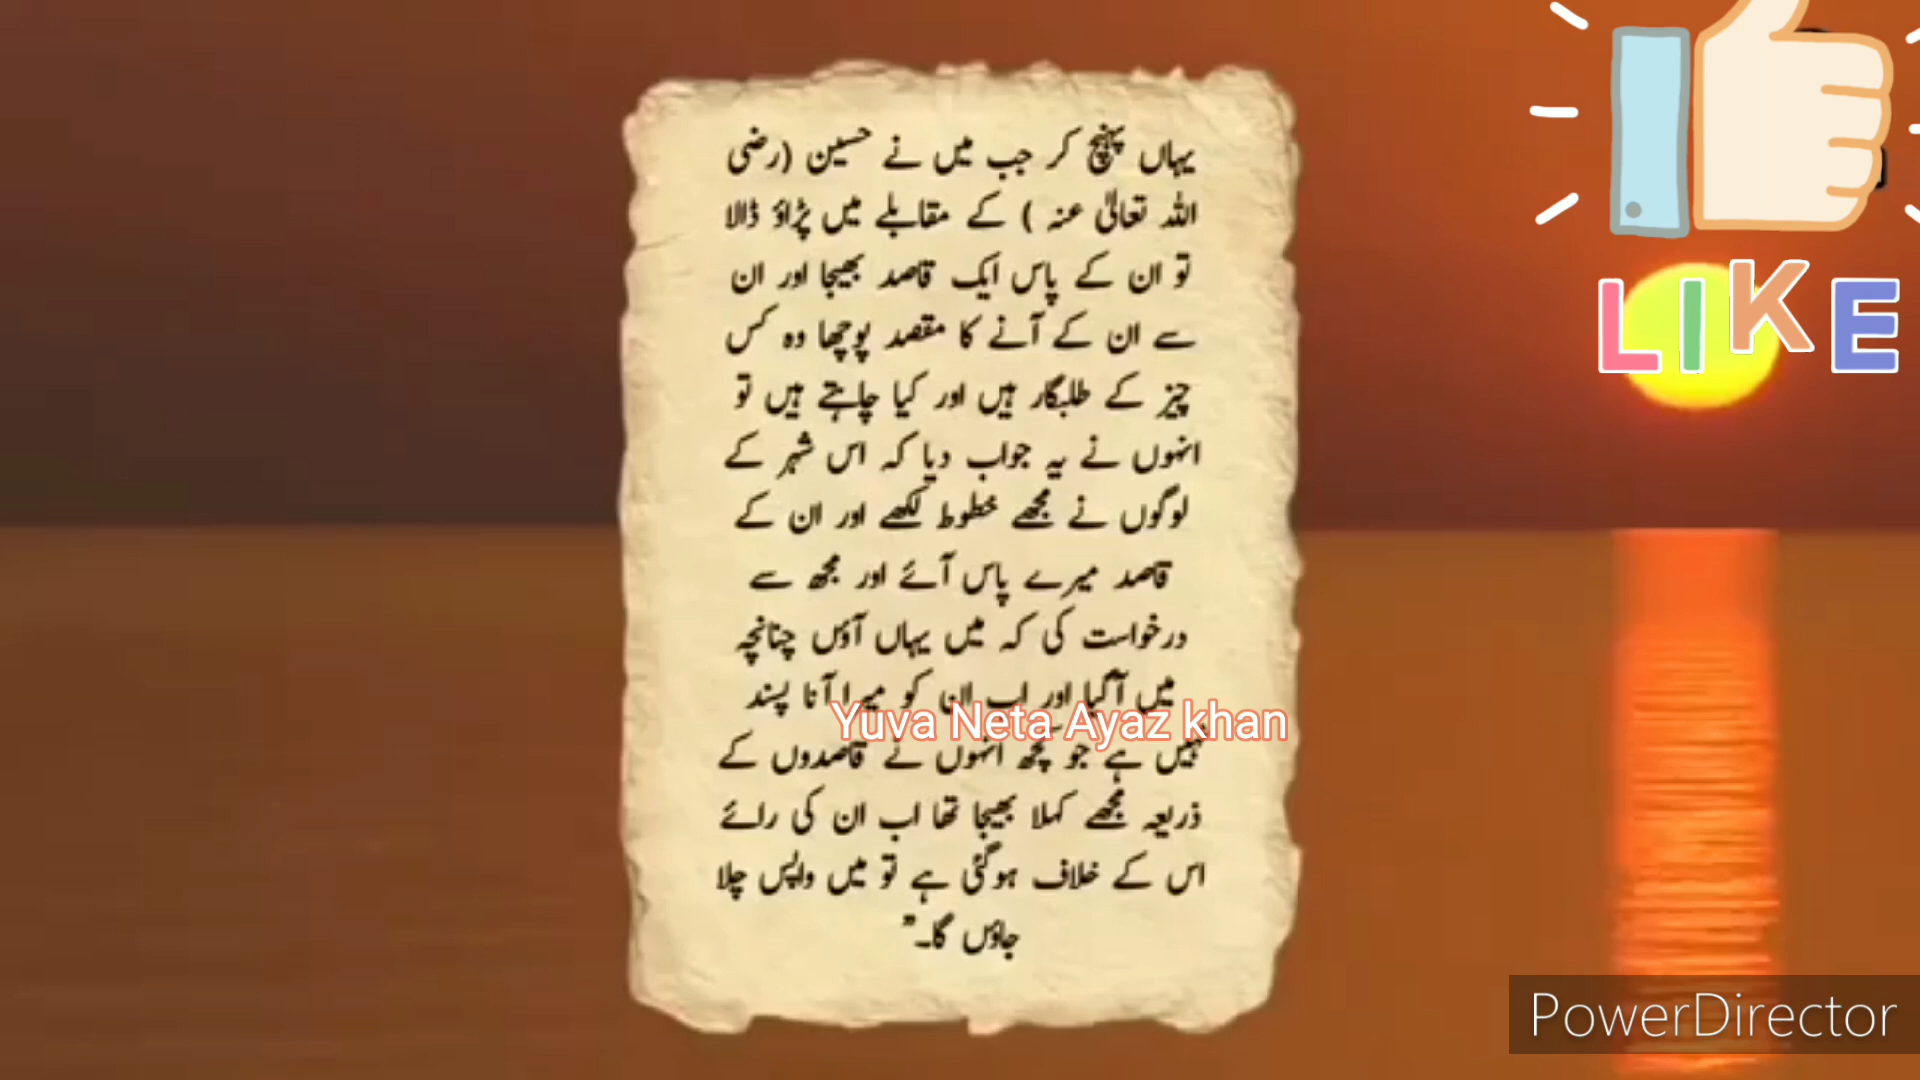 یہاں پہنچ کر جب میں نے حسین (رضی
اللہ تعالیٰ عنہ ) کے مقابلے میں پڑاؤ ڈالا
تو ان کے پاس ایک قاصد بھیجا اور ان
سے ان کے آنے کا مقصد پوچھا وہ کس
چیز کے طلبگار ہیں اور کیا چاہتے ہیں تو
انہوں نے یہ جواب دیا کہ اس شہر کے
لوگوں نے مجھے خطوط لکھے اور ان کے
قاصد میرے پاس آئے اور مجھ سے
درخواست کی کہ میں یہاں آؤں چنانچہ
میں آگیا اور اب ان کو میرا آنا پسند
نہیں ہے جو کچھ انہوں نے قاصدوں کے
ذریعہ مجھے کہلا بھیجا تھا اب ان کی رائے
اس کے خلاف ہوگئی ہے تو میں واپس چلا
جاؤں گا۔"
Yuva Neta Ayaz khan
LIKE
PowerDirector